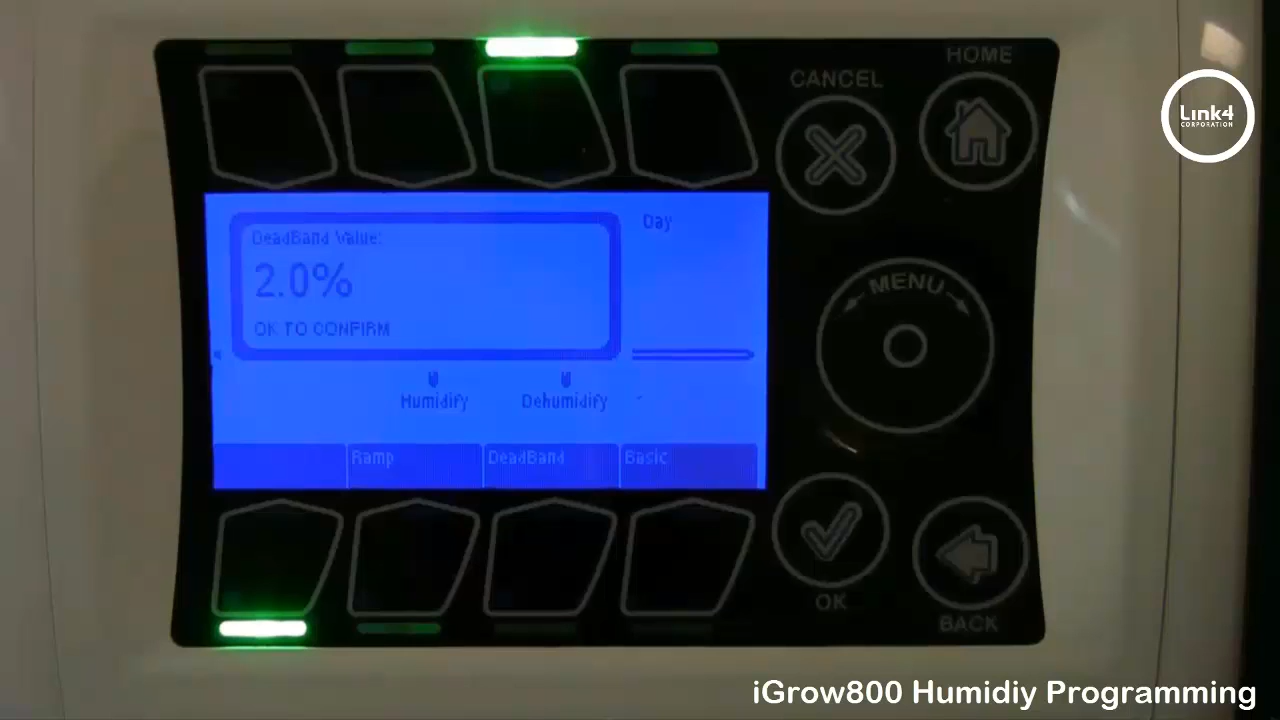 HOME
CANCEL
Link4
CORPORATION
MENU
Day
DeadBand Value:
2.0%
OK TO CONFIRM
Humidify
Dehumidify
Ramp
DeadBand
Basic
OK
BACK
iGrow800 Humidiy Programming